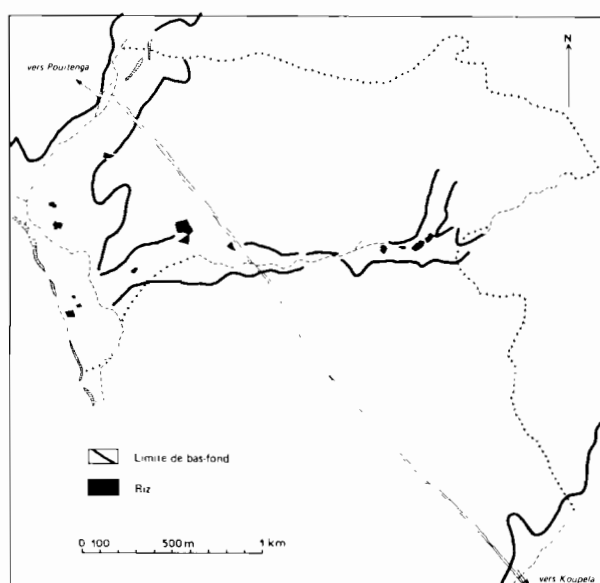 N
vers Pouitenga
Limite de bas-fond
Riz
0 100 500 m 1 km
vers Koupela